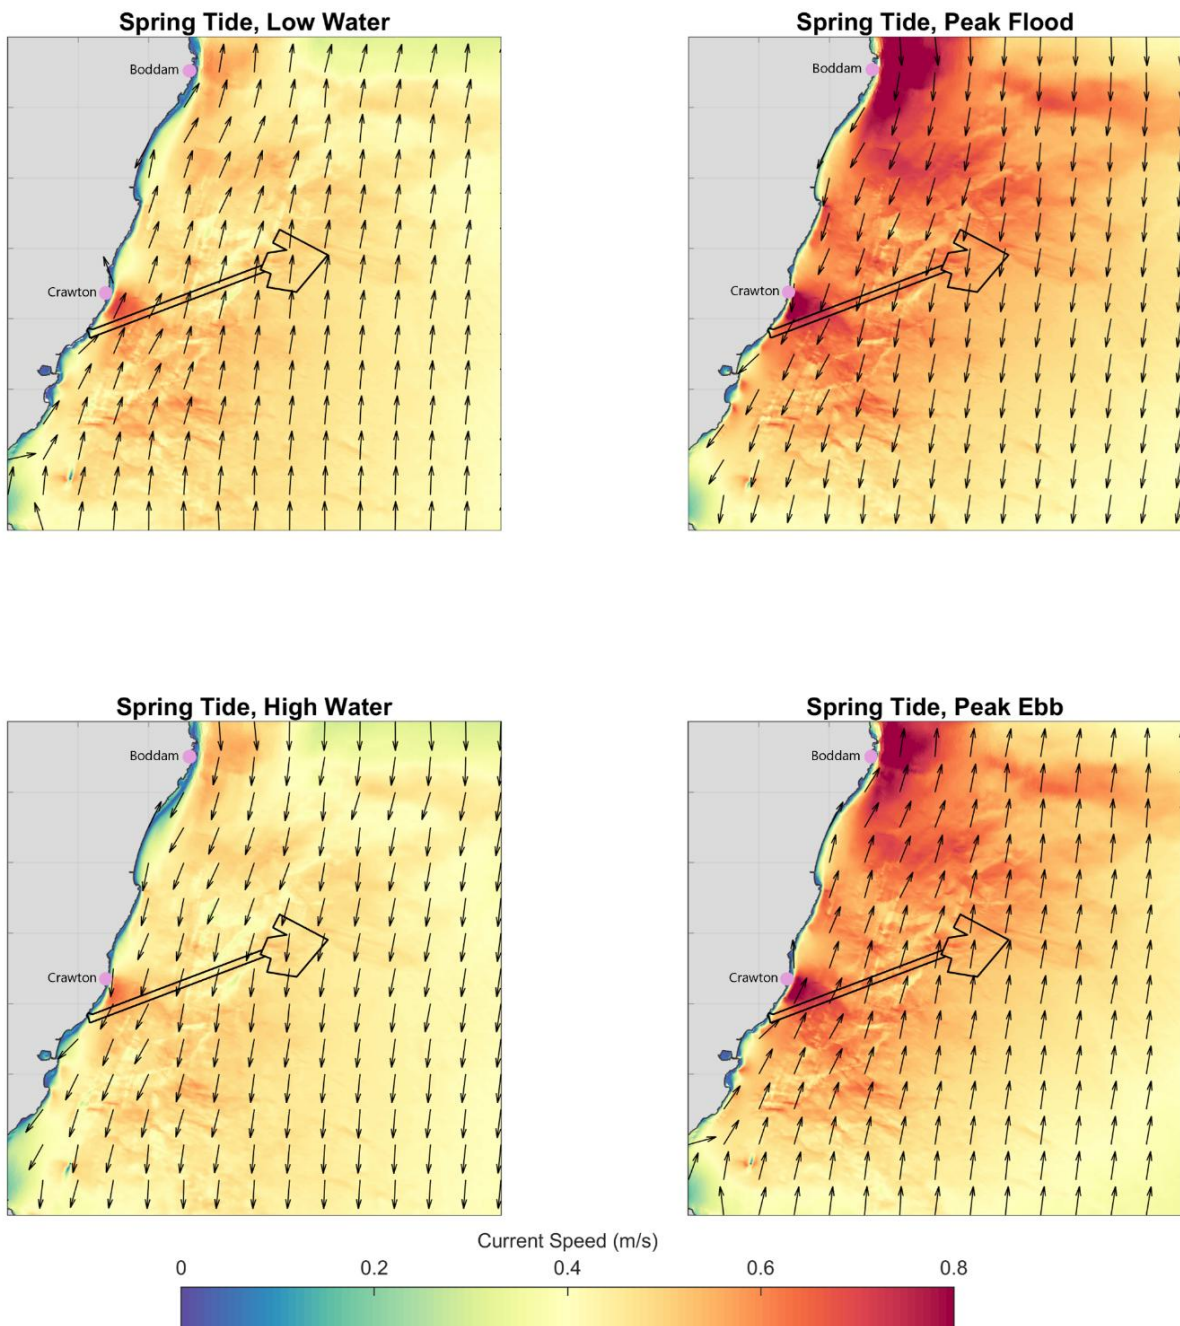 Spring Tide, Low Water
Spring Tide, Peak Flood
Boddam
Boddam
Crawton
Crawton
Spring Tide, High Water
Spring Tide, Peak Ebb
Boddam
Boddam
Crawton
Crawton
Current Speed (m/s)
0 0.2 0.4 0.6 0.8